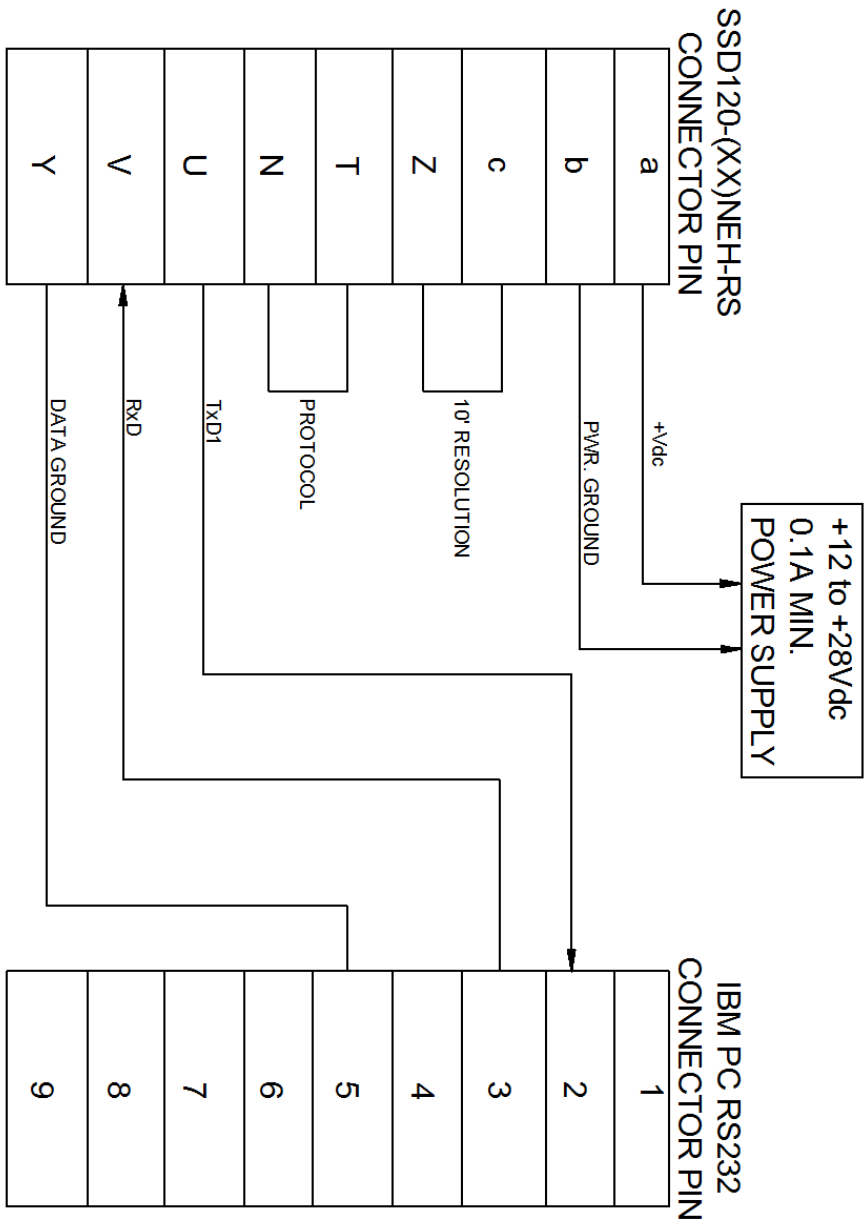 SSD120-(XX)NEH-RS
CONNECTOR PIN
a
b
c
Z
T
N
U
V
Y
+Vdc
PWR. GROUND
10' RESOLUTION
PROTOCOL
TxD1
RxD
DATA GROUND
+12 to +28Vdc
0.1A MIN.
POWER SUPPLY
IBM PC RS232
CONNECTOR PIN
1
2
3
4
5
6
7
8
9